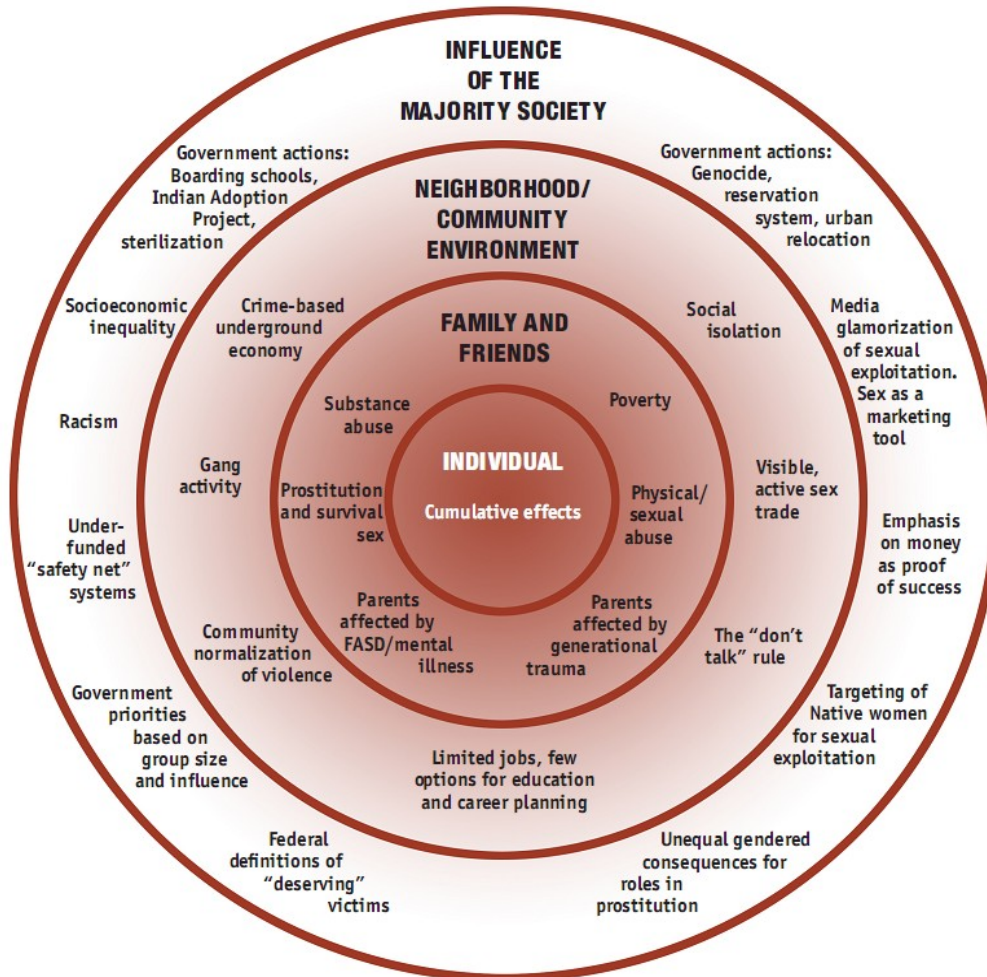 INFLUENCE
OF THE
MAJORITY SOCIETY
Government actions:
Boarding schools,
Indian Adoption
Project,
sterilization
Government actions:
Genocide,
reservation
system, urban
relocation
Socioeconomic
inequality
Media
glamorization
of sexual
exploitation.
Sex as a
marketing
tool
Racism
Under-
funded
“safety net”
systems
Emphasis
on money
as proof
of success
Government
priorities
based on
group size
and influence
Targeting of
Native women
for sexual
exploitation
Federal
definitions of
“deserving”
victims
Unequal gendered
consequences for
roles in
prostitution
NEIGHBORHOOD/
COMMUNITY
ENVIRONMENT
Crime-based
underground
economy
Social
isolation
Gang
activity
Visible,
active sex
trade
Community
normalization
of violence
The “don’t
talk” rule
Limited jobs, few
options for education
and career planning
FAMILY AND
FRIENDS
Substance
abuse
Poverty
Prostitution
and survival
sex
Physical/
sexual
abuse
Parents
affected by
FASD/mental
illness
Parents
affected by
generational
trauma
INDIVIDUAL
Cumulative effects